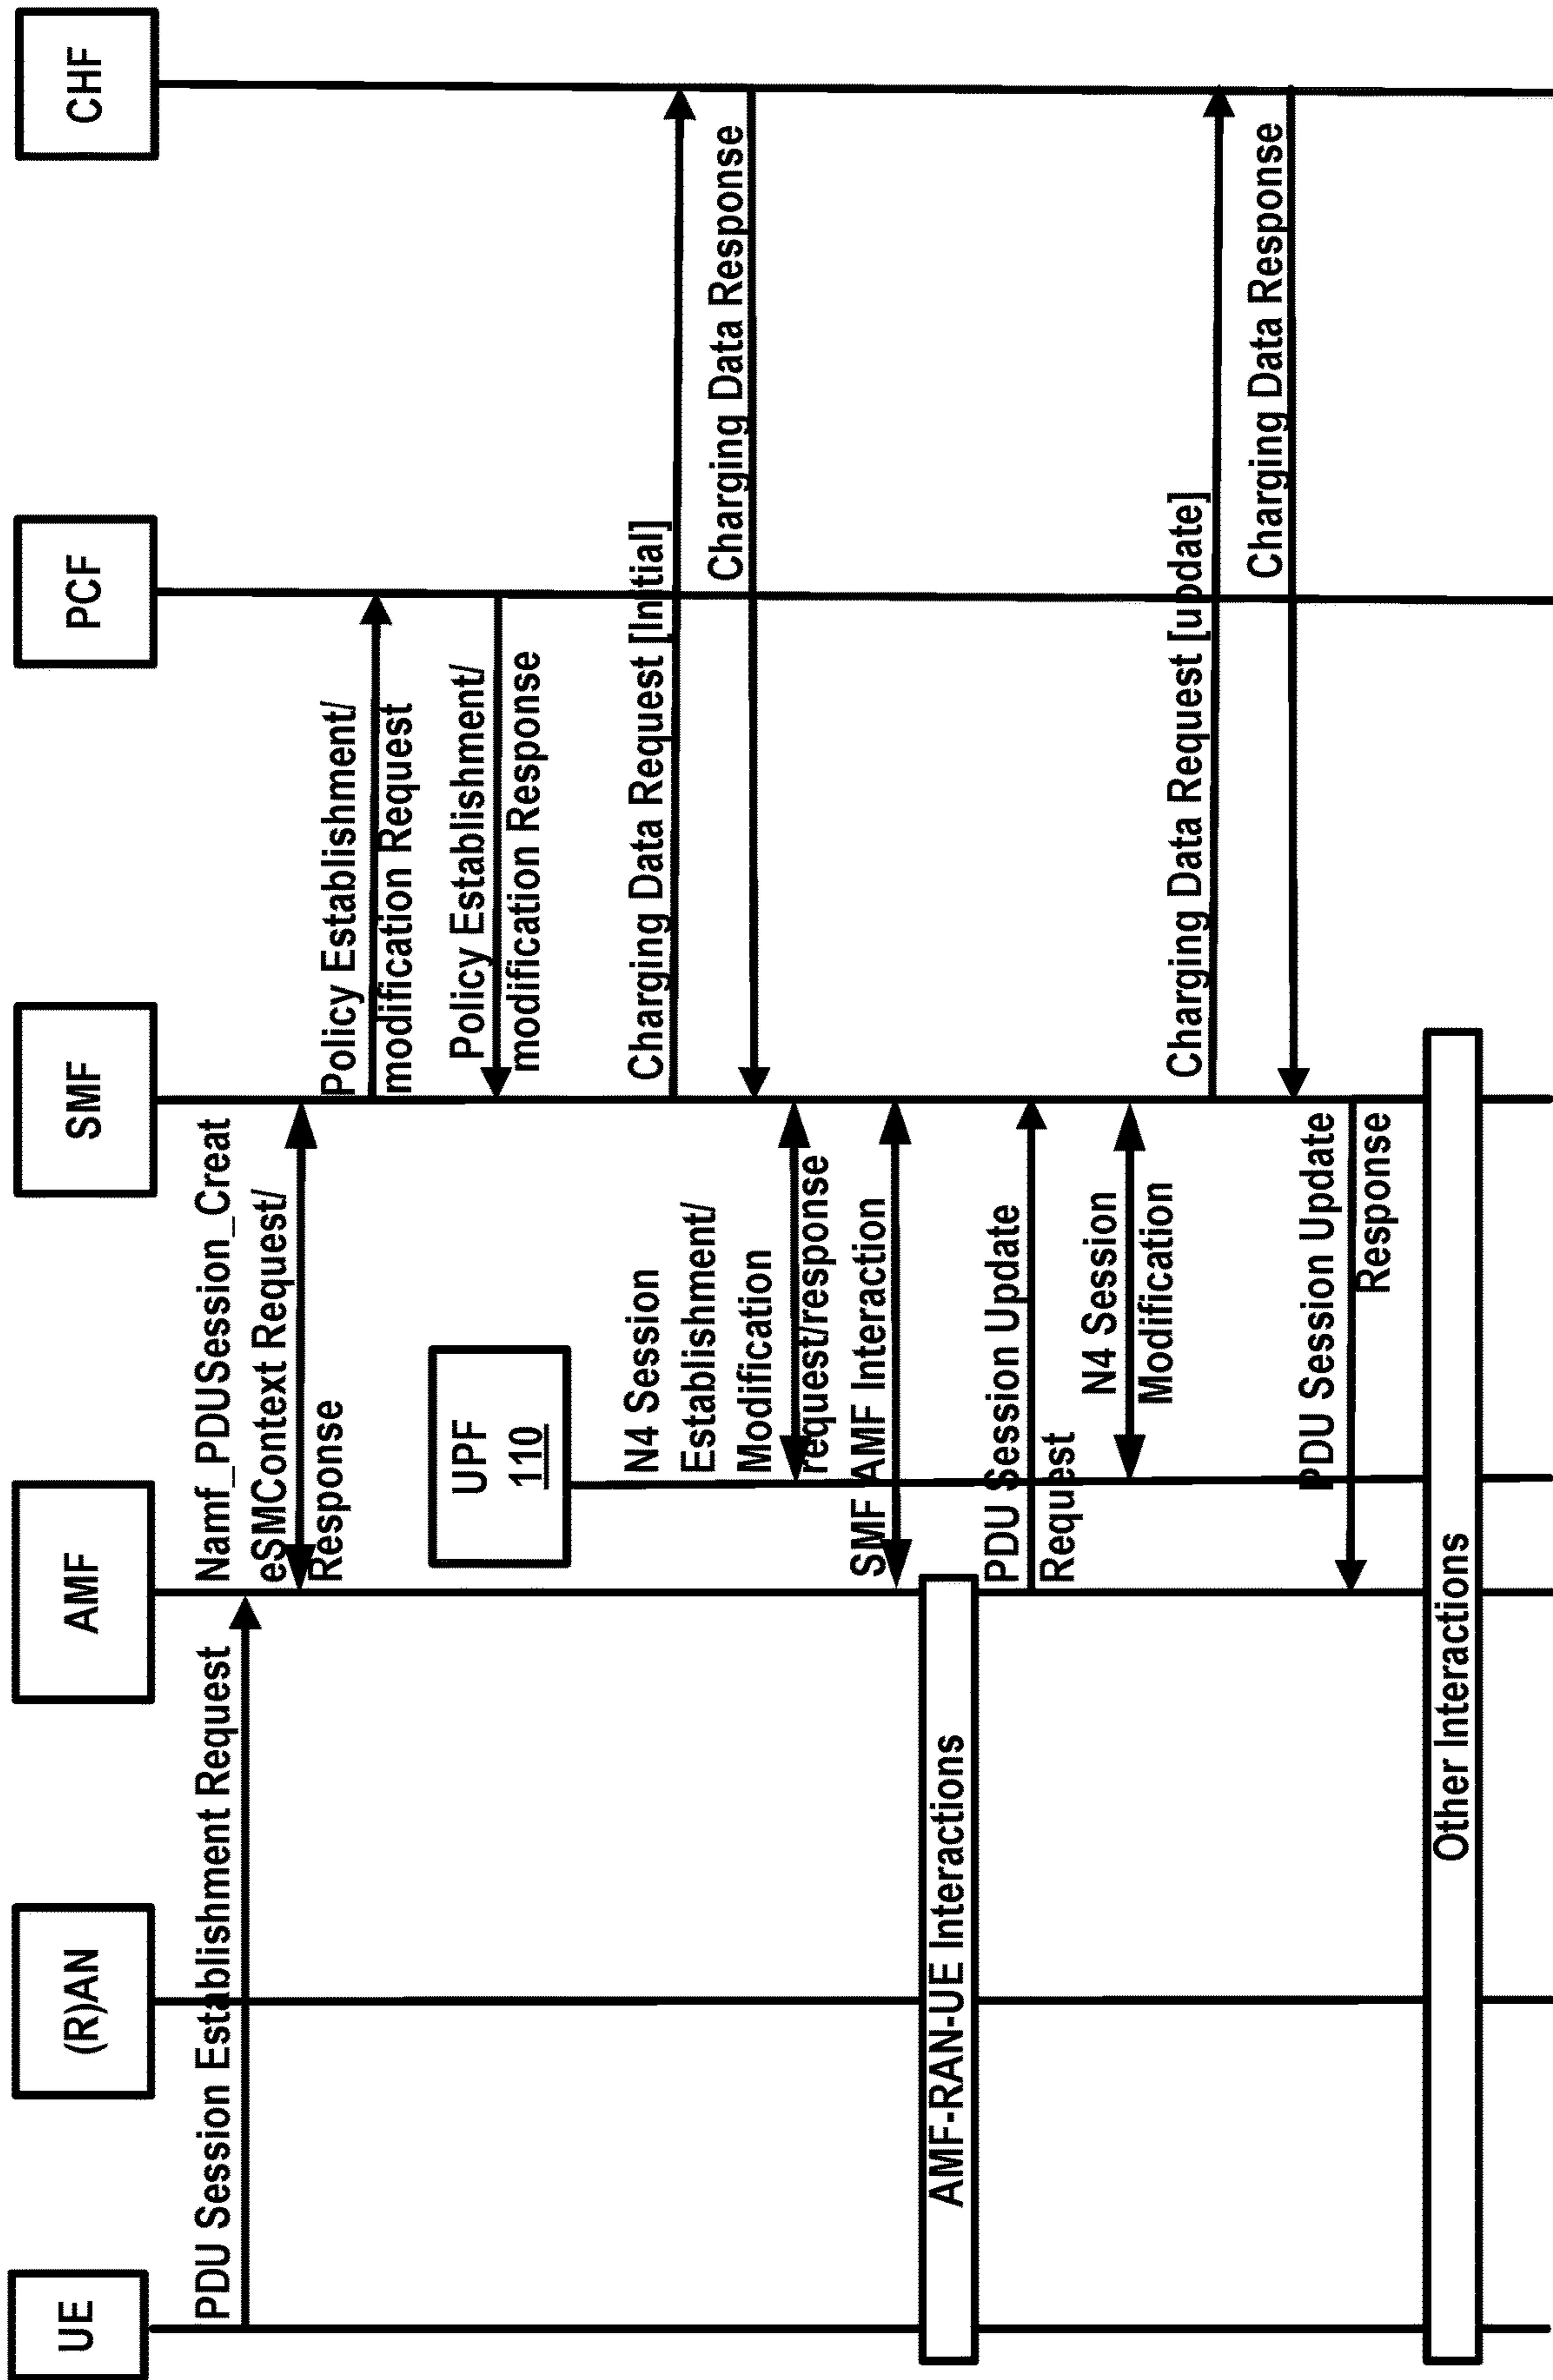 UE
(R)AN
AMF
SMF
PCF
CHF
PDU Session Establishment Request
Namf_PDUSession_Creat
eSMContext Request/
Response
Policy Establishment/
modification Request
UPF
110
Policy Establishment/
modification Response
N4 Session
Establishment/
Modification
request/response
Charging Data Request [Initial]
Charging Data Response
SMF AMF Interaction
AMF-RAN-UE Interactions
PDU Session Update
Request
N4 Session
Modification
Charging Data Request [update]
Charging Data Response
PDU Session Update
Response
Other Interactions